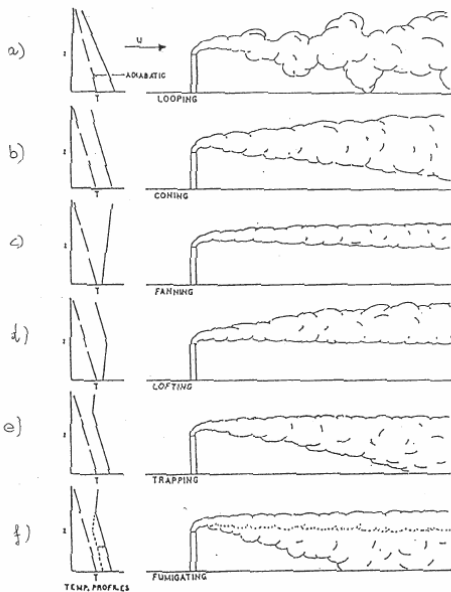 a)
z
T
U
ADIABATIC
LOOPING
b)
z
T
CONING
c)
z
T
FANNING
d)
z
T
LOFTING
e)
z
T
TRAPPING
f)
z
T
TEMP. PROFILES
FUMIGATING